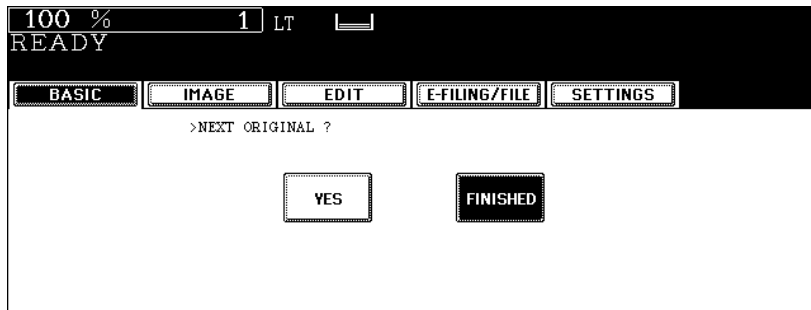 100 % 1 LT
READY
BASIC IMAGE EDIT E-FILING/FILE SETTINGS
>NEXT ORIGINAL ?
YES FINISHED